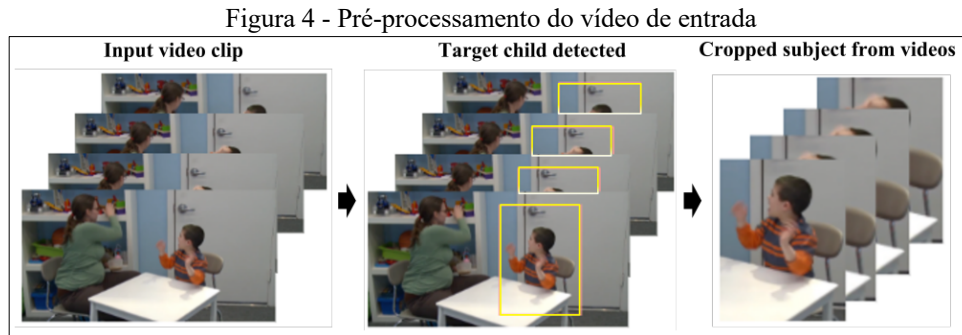 Figura 4 - Pré-processamento do vídeo de entrada
Input video clip
Target child detected
Cropped subject from videos